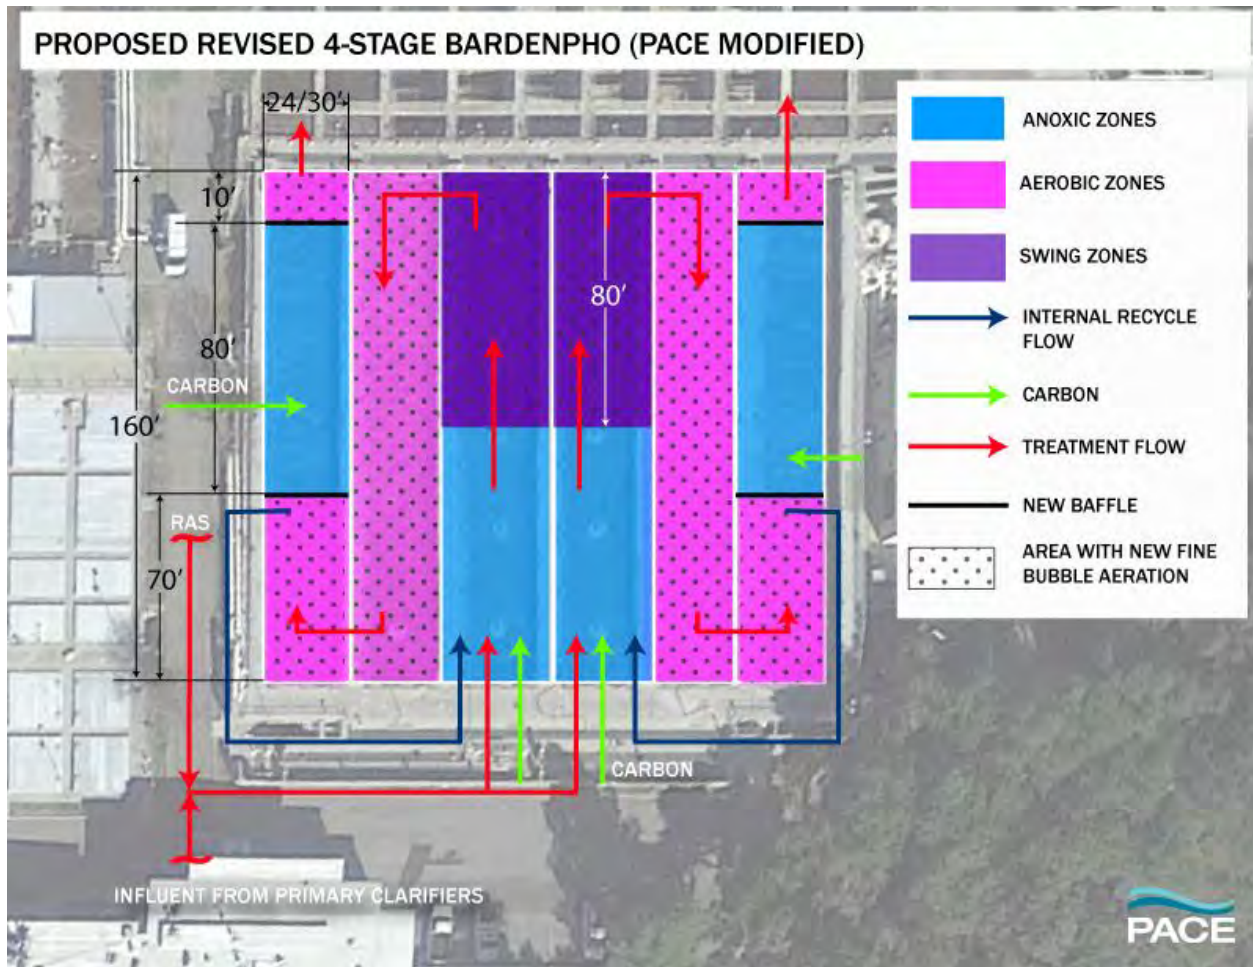 PROPOSED REVISED 4-STAGE BARDENPHO (PACE MODIFIED)
24/30'
10'
80'
CARBON
160'
RAS
70'
80'
CARBON
INFLUENT FROM PRIMARY CLARIFIERS
ANOXIC ZONES
AEROBIC ZONES
SWING ZONES
INTERNAL RECYCLE
FLOW
CARBON
TREATMENT FLOW
NEW BAFFLE
AREA WITH NEW FINE
BUBBLE AERATION
PACE